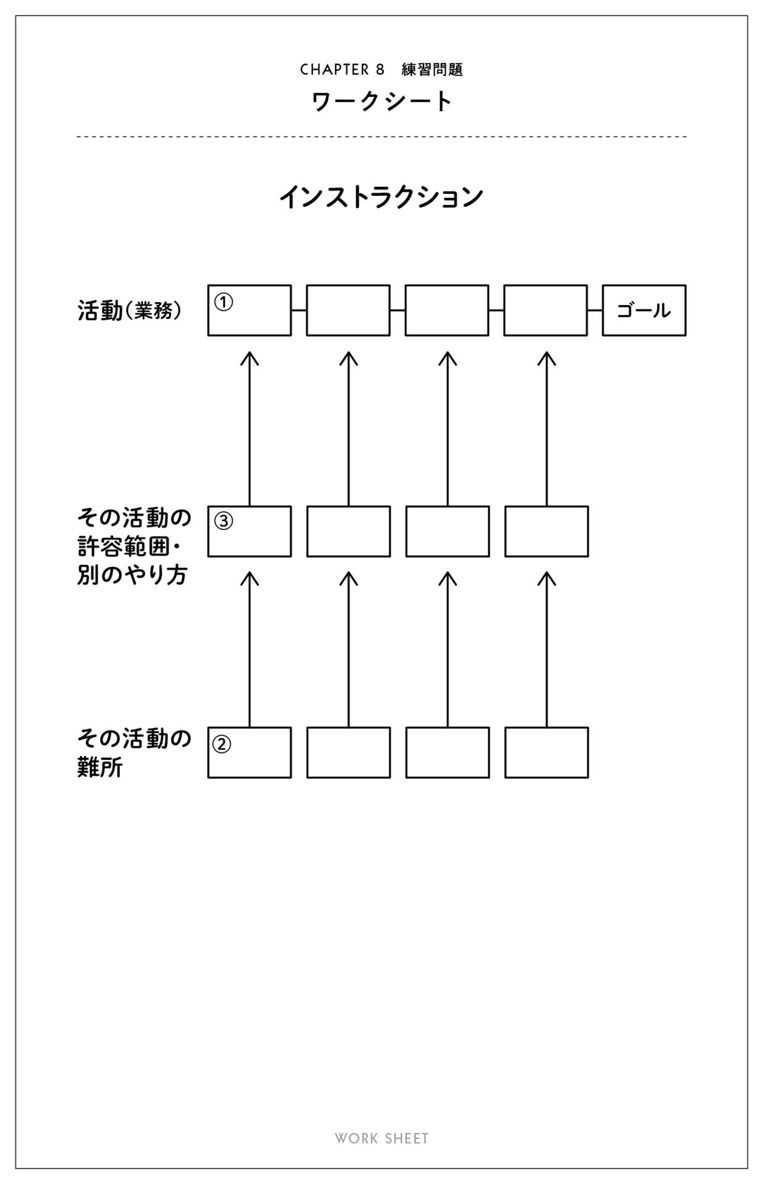 CHAPTER 8　練習問題
ワークシート
インストラクション
活動（業務）
①
ゴール
その活動の
許容範囲・
別のやり方
③
その活動の
難所
②
WORK SHEET